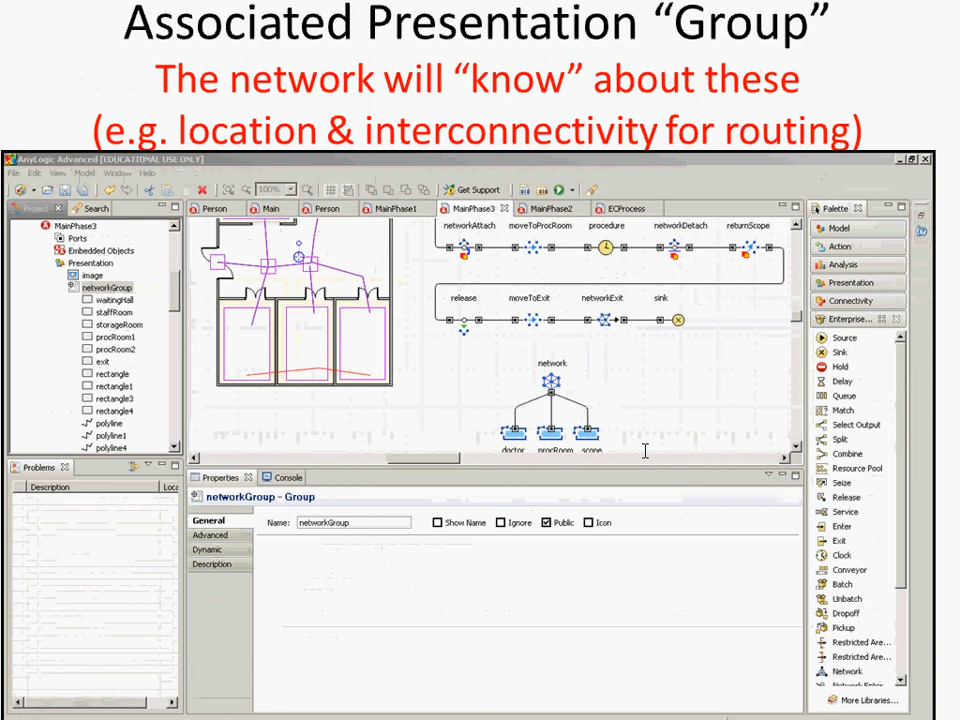 Associated Presentation “Group”
The network will “know” about these
(e.g. location & interconnectivity for routing)
AnyLogic Advanced [EDUCATIONAL USE ONLY]
File Edit View Model Window Help
100% Get Support
Project Search
Person Main Person MainPhase1 MainPhase3 MainPhase2 ECProcess
Palette
MainPhase3
Ports
Embedded Objects
Presentation
image
networkGroup
waitingHall
staffRoom
storageRoom
procRoom1
procRoom2
exit
rectangle
rectangle1
rectangle3
rectangle4
polyline
polyline1
polyline4
networkAttach moveToProcRoom procedure networkDetach returnScope
release moveToExit networkExit sink
network
doctor procRoom scope
Model
Action
Analysis
Presentation
Connectivity
Enterprise...
Source
Sink
Hold
Delay
Queue
Match
Select Output
Split
Combine
Resource Pool
Seize
Release
Service
Enter
Exit
Clock
Conveyor
Batch
Unbatch
Dropoff
Pickup
Restricted Are...
Restricted Are...
Network
Network Enter
More Libraries...
Problems
Description Loca
Properties Console
networkGroup - Group
General
Advanced
Dynamic
Description
Name: networkGroup Show Name Ignore Public Icon